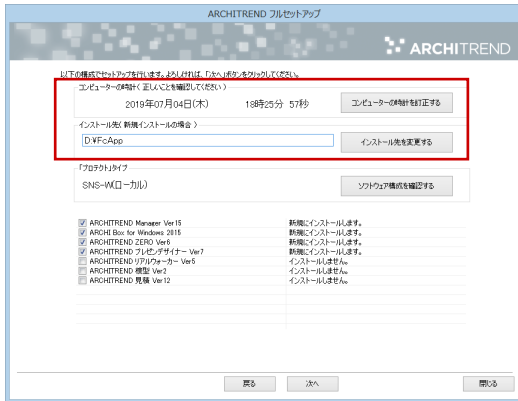 ARCHITREND フルセットアップ
ARCHITREND
以下の構成でセットアップを行います。よろしければ、「次へ」ボタンをクリックしてください。
コンピューターの時計( 正しいことを確認してください )
2019年07月04日(木) 18時25分 57秒 コンピューターの時計を訂正する
インストール先( 新規インストールの場合 )
D:¥FcApp インストール先を変更する
「プロテクト」タイプ
SNS-W(ローカル) ソフトウェア構成を確認する
ARCHITREND Manager Ver15 新規にインストールします。
ARCHI Box for Windows 2015 新規にインストールします。
ARCHITREND ZERO Ver6 新規にインストールします。
ARCHITREND プレゼンデザイナー Ver7 新規にインストールします。
ARCHITREND リアルウォーカー Ver5 インストールしません。
ARCHITREND 模型 Ver2 インストールしません。
ARCHITREND 見積 Ver12 インストールしません。
戻る 次へ 閉じる